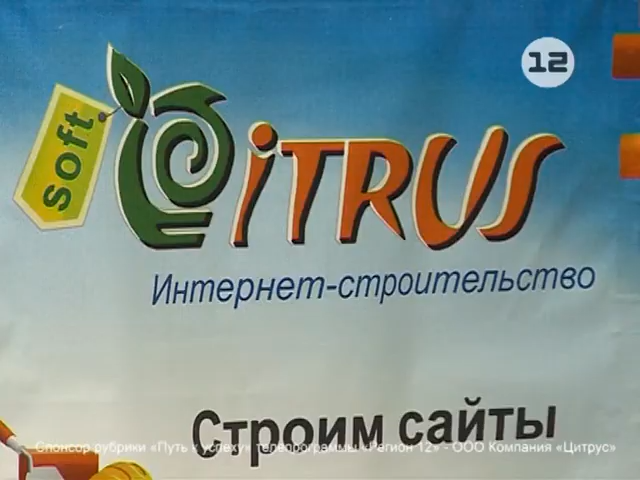 12
soft
CiTRUS
Интернет-строительство
Строим сайты
Спонсор рубрики «Путь к успеху» телепрограммы «Регион 12» - ООО Компания «Цитрус»